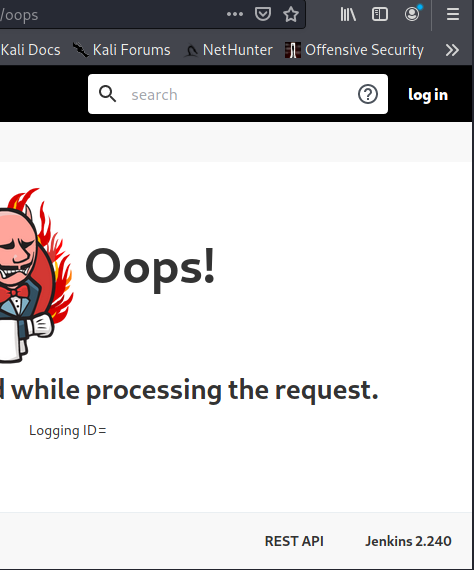 /oops
Kali Docs Kali Forums NetHunter Offensive Security
search log in
Oops!
while processing the request.
Logging ID=
REST API Jenkins 2.240